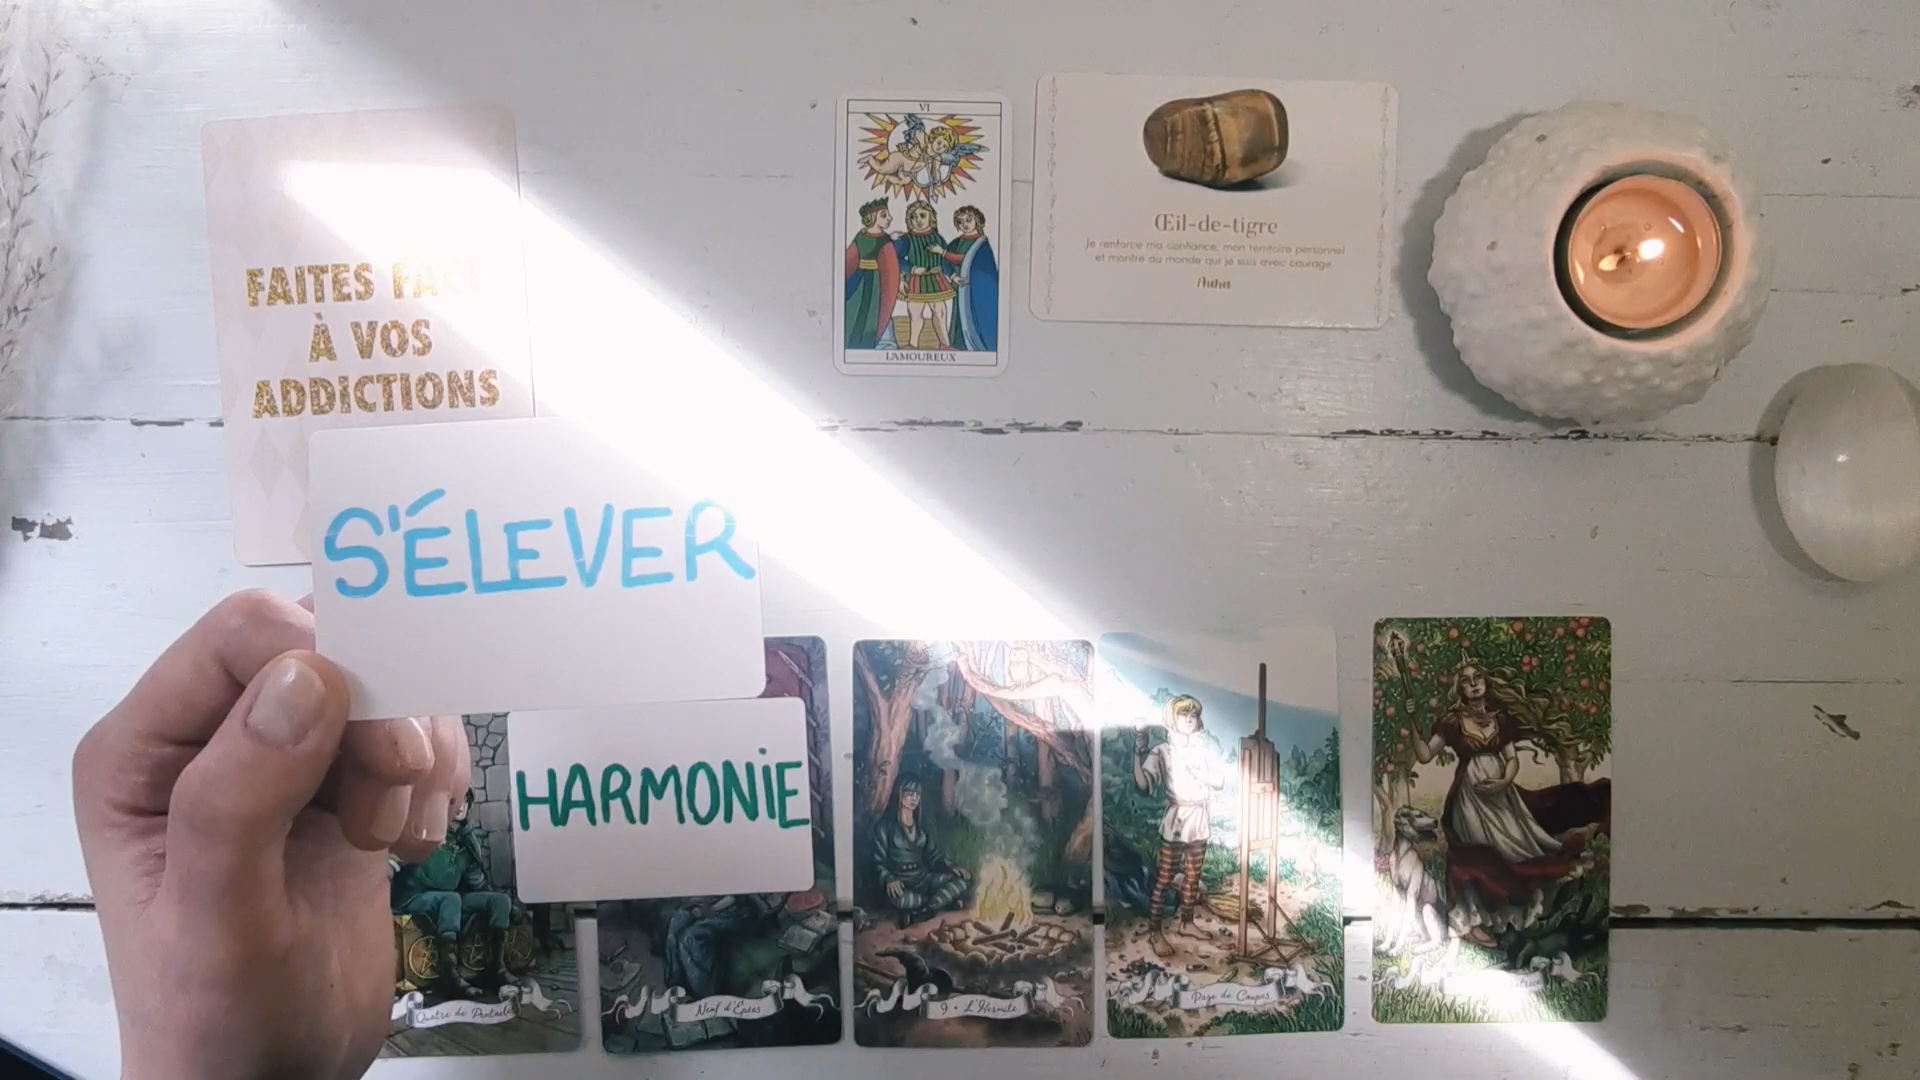 FAITES FACE
À VOS
ADDICTIONS
VI
L'AMOUREUX
Œil-de-tigre
Je renforce ma confiance, mon territoire personnel
et montre au monde qui je suis avec courage.
S'ÉLEVER
HARMONIE
Quatre de Pentacles
Neuf d'Épées
9 • L'Hermite
Page de Coupes